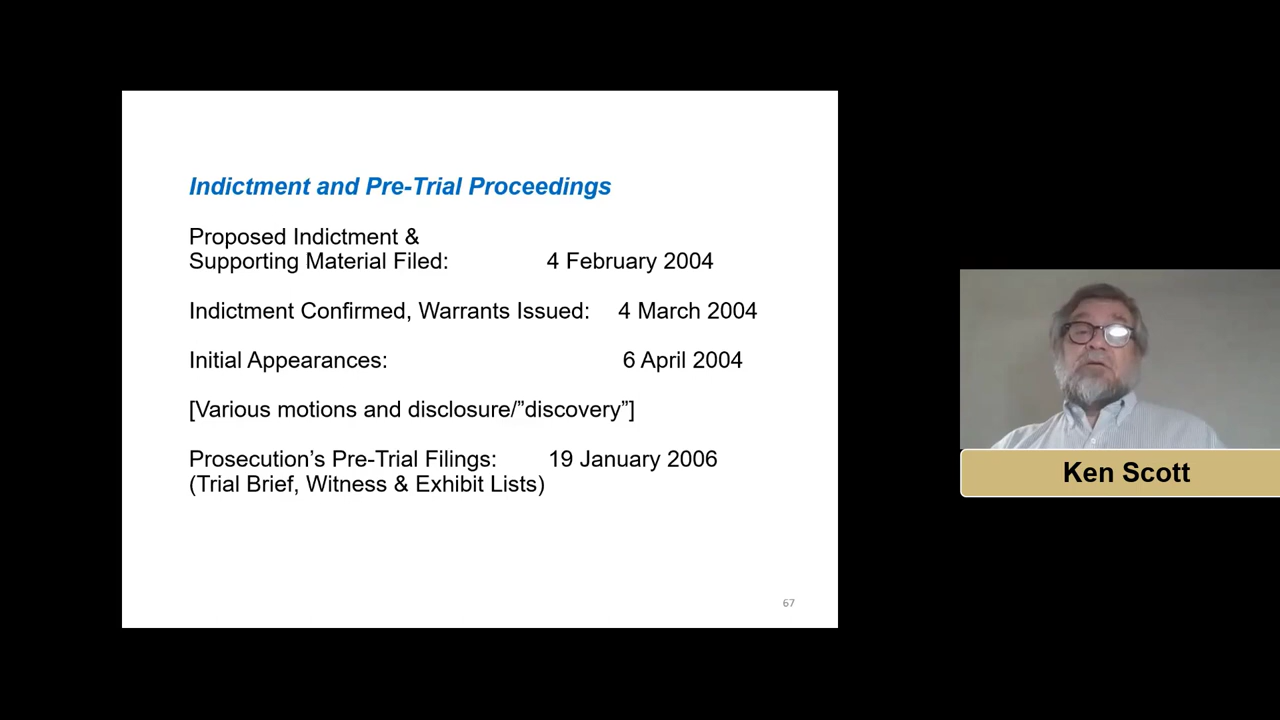 Indictment and Pre-Trial Proceedings
Proposed Indictment &
Supporting Material Filed: 4 February 2004
Indictment Confirmed, Warrants Issued: 4 March 2004
Initial Appearances: 6 April 2004
[Various motions and disclosure/”discovery”]
Prosecution’s Pre-Trial Filings: 19 January 2006
(Trial Brief, Witness & Exhibit Lists)
67
Ken Scott